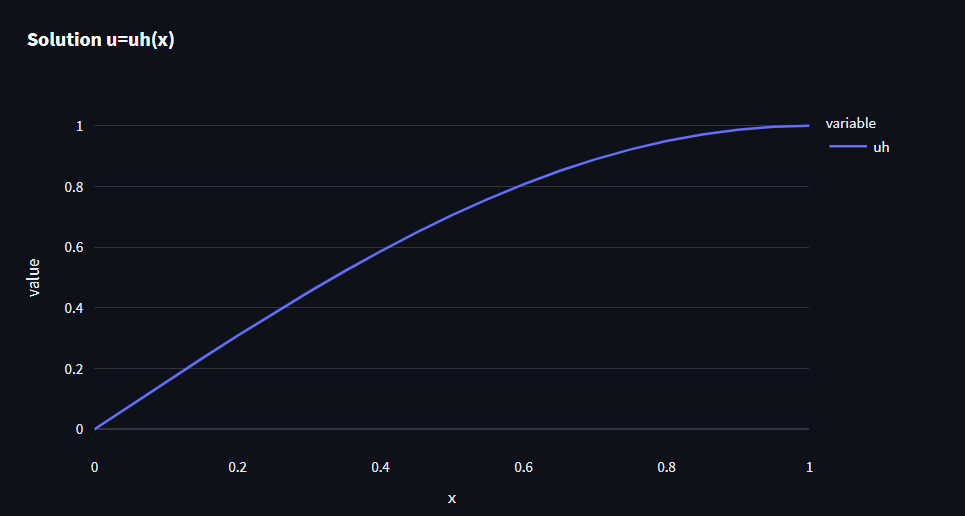 Solution u=uh(x)
variable
uh
1
0.8
0.6
0.4
0.2
0
value
0 0.2 0.4 0.6 0.8 1
x